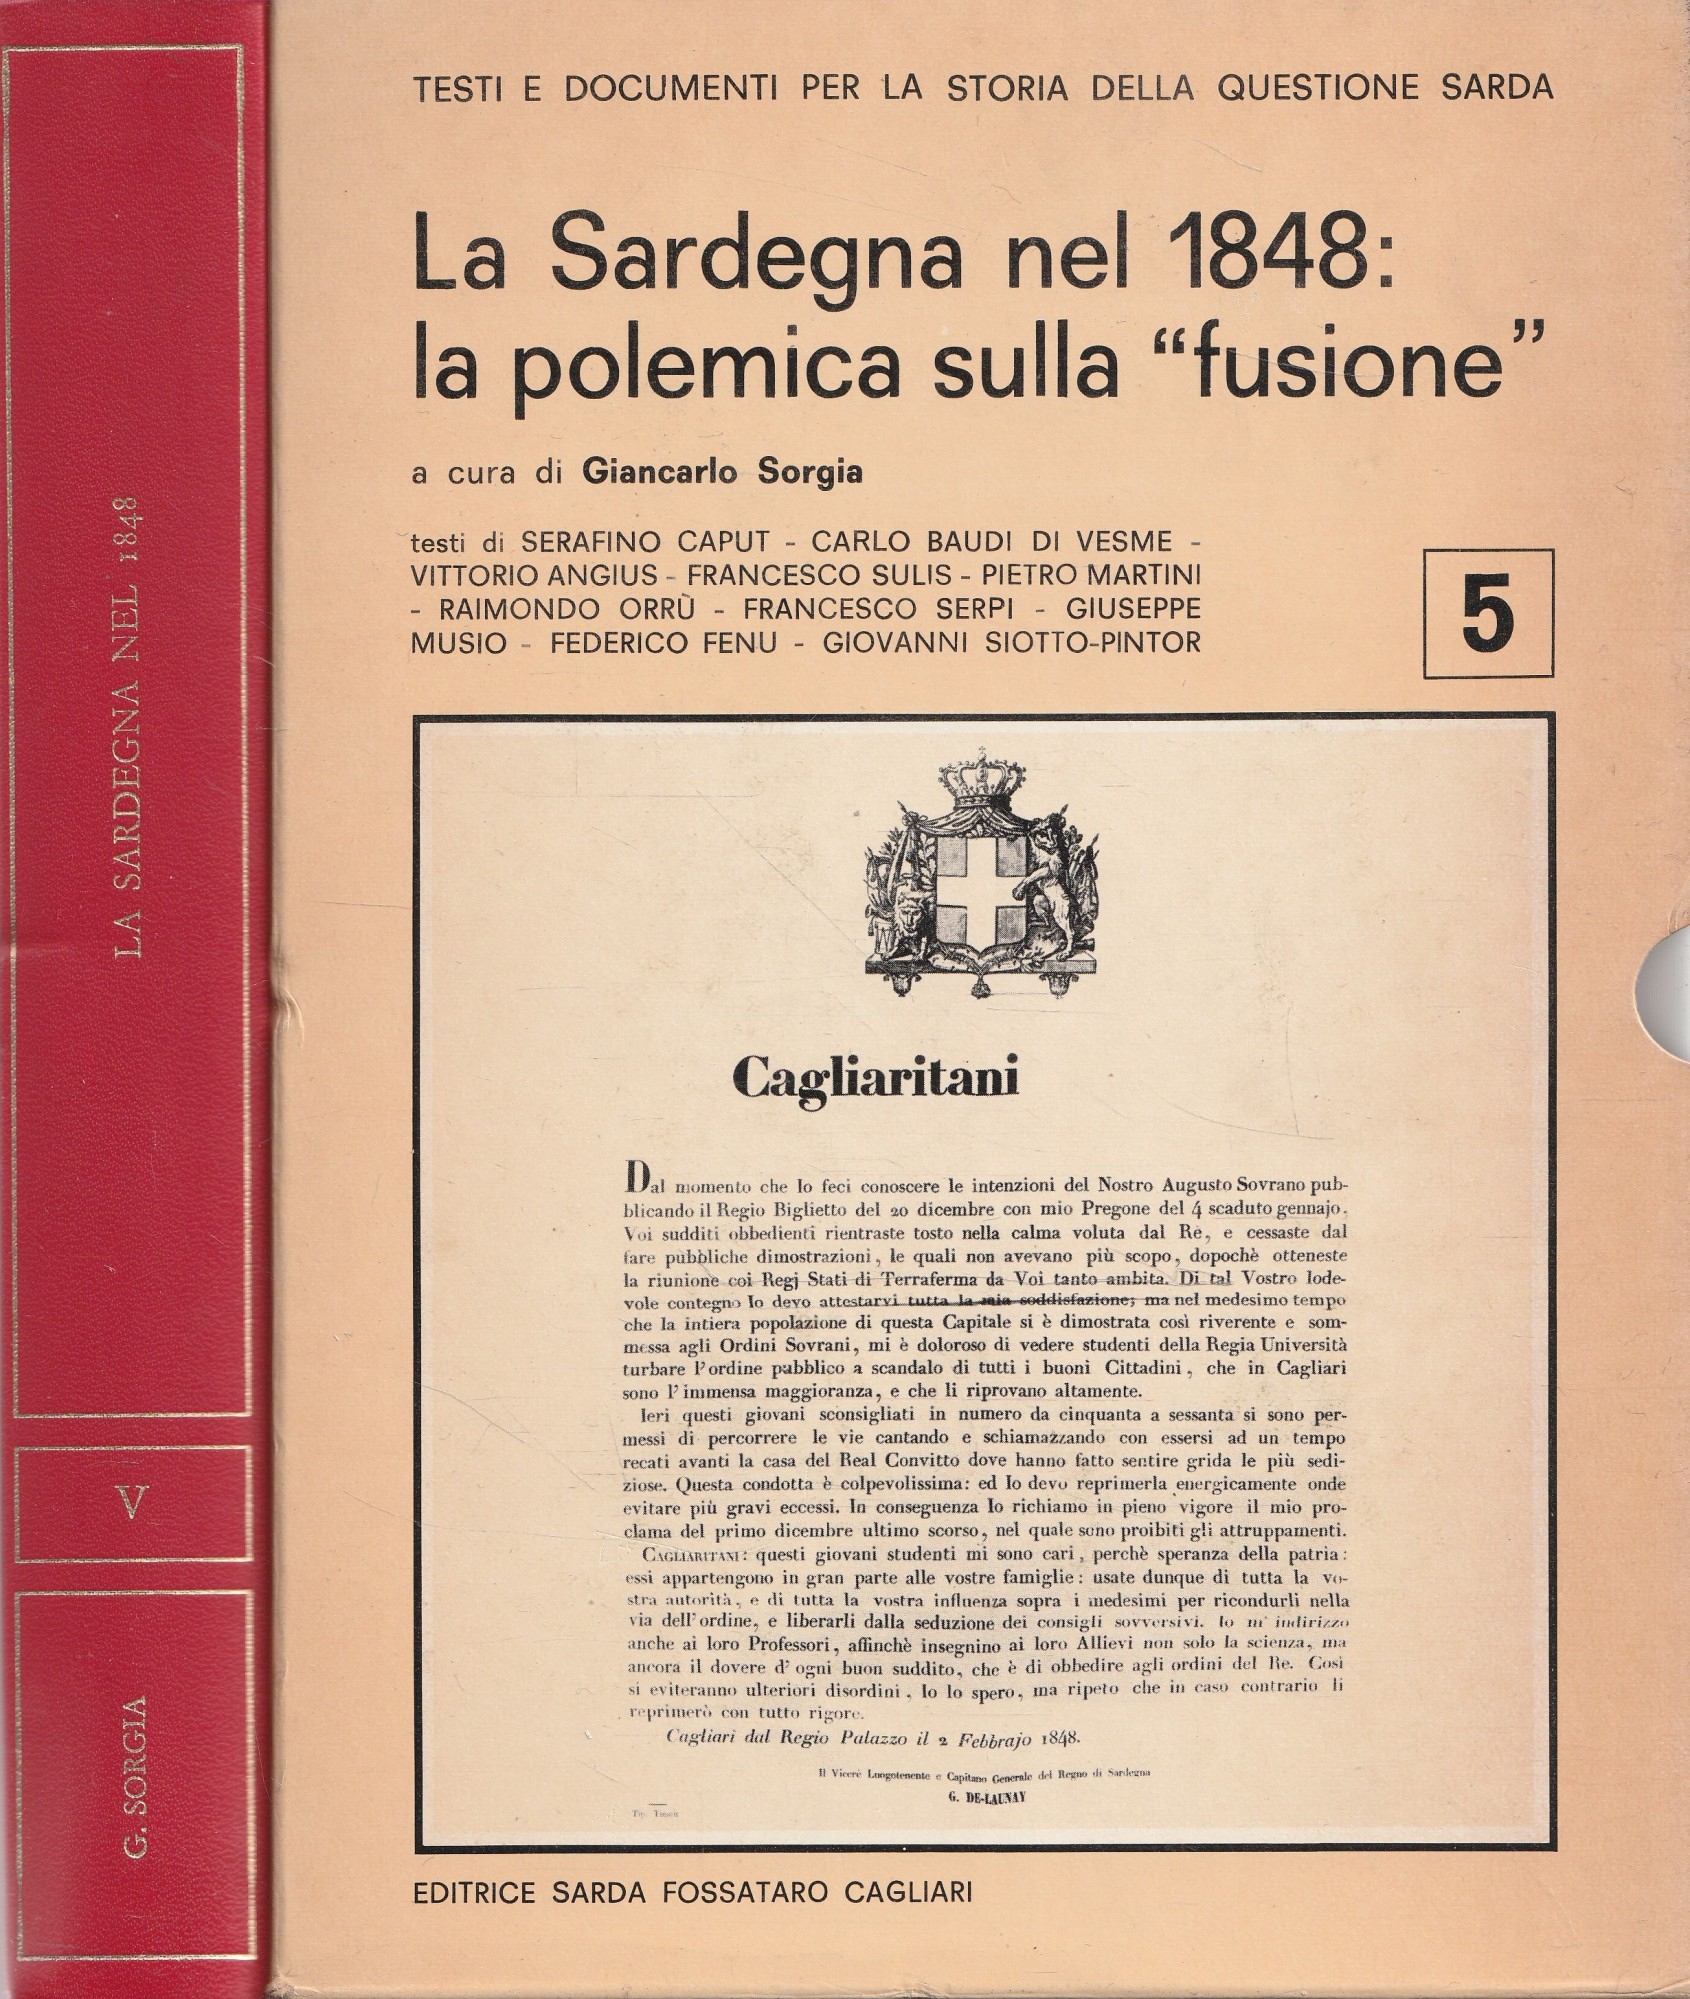 LA SARDEGNA NEL 1848
V
G. SORGIA
TESTI E DOCUMENTI PER LA STORIA DELLA QUESTIONE SARDA
La Sardegna nel 1848:
la polemica sulla “fusione”
a cura di Giancarlo Sorgia
testi di SERAFINO CAPUT - CARLO BAUDI DI VESME -
VITTORIO ANGIUS - FRANCESCO SULIS - PIETRO MARTINI
- RAIMONDO ORRÙ - FRANCESCO SERPI - GIUSEPPE
MUSIO - FEDERICO FENU - GIOVANNI SIOTTO-PINTOR
5
Cagliaritani
Dal momento che Io feci conoscere le intenzioni del Nostro Augusto Sovrano pub-
blicando il Regio Biglietto del 20 dicembre con mio Pregone del 4 scaduto gennajo.
Voi sudditi obbedienti rientraste tosto nella calma voluta dal Re, e cessaste dal
fare pubbliche dimostrazioni, le quali non avevano più scopo, dopochè otteneste
la riunione coi Regj Stati di Terraferma da Voi tanto ambita. Di tal Vostro lode-
vole contegno Io devo attestarvi tutta la mia soddisfazione; ma nel medesimo tempo
che la intiera popolazione di questa Capitale si è dimostrata così riverente e som-
messa agli Ordini Sovrani, mi è doloroso di vedere studenti della Regia Università
turbare l'ordine pubblico a scandalo di tutti i buoni Cittadini, che in Cagliari
sono l'immensa maggioranza, e che li riprovano altamente.
Ieri questi giovani sconsigliati in numero da cinquanta a sessanta si sono per-
messi di percorrere le vie cantando e schiamazzando con essersi ad un tempo
recati avanti la casa del Real Convitto dove hanno fatto sentire grida le più sedi-
ziose. Questa condotta è colpevolissima: ed Io devo reprimerla energicamente onde
evitare più gravi eccessi. In conseguenza Io richiamo in pieno vigore il mio pro-
clama del primo dicembre ultimo scorso, nel quale sono proibiti gli attruppamenti.
CAGLIARITANI: questi giovani studenti mi sono cari, perchè speranza della patria:
essi appartengono in gran parte alle vostre famiglie: usate dunque di tutta la vo-
stra autorità, e di tutta la vostra influenza sopra i medesimi per ricondurli nella
via dell'ordine, e liberarli dalla seduzione dei consigli sovversivi. Io m'indirizzo
anche ai loro Professori, affinchè insegnino ai loro Allievi non solo la scienza, ma
ancora il dovere d'ogni buon suddito, che è di obbedire agli ordini del Re. Così
si eviteranno ulteriori disordini, Io lo spero, ma ripeto che in caso contrario li
reprimerò con tutto rigore.
Cagliari dal Regio Palazzo il 2 Febbrajo 1848.
Il Vicerè Luogotenente e Capitano Generale del Regno di Sardegna
G. DE-LAUNAY
Tip. Timon
EDITRICE SARDA FOSSATARO CAGLIARI